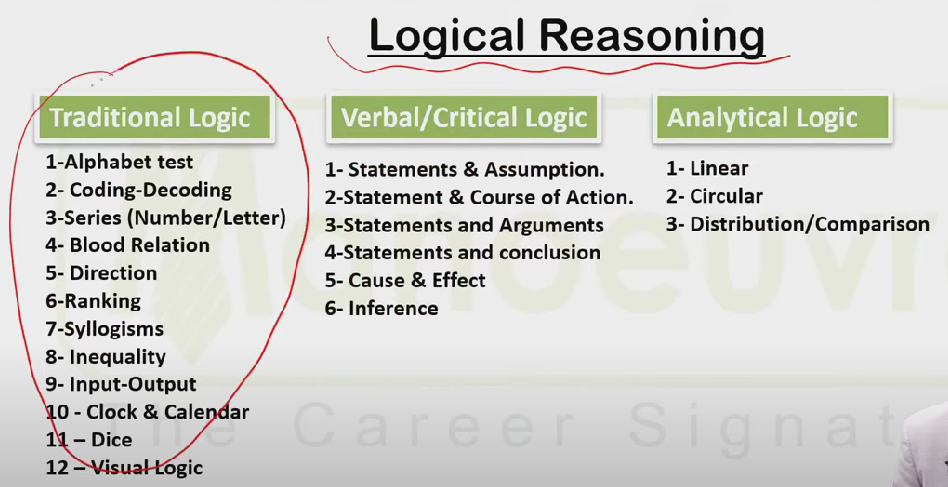 Logical Reasoning
Traditional Logic
1-Alphabet test
2- Coding-Decoding
3-Series (Number/Letter)
4- Blood Relation
5- Direction
6-Ranking
7-Syllogisms
8- Inequality
9- Input-Output
10 - Clock & Calendar
11 – Dice
12 – Visual Logic
Verbal/Critical Logic
1- Statements & Assumption.
2-Statement & Course of Action.
3-Statements and Arguments
4-Statements and conclusion
5- Cause & Effect
6- Inference
Analytical Logic
1- Linear
2- Circular
3- Distribution/Comparison
The Career Signat